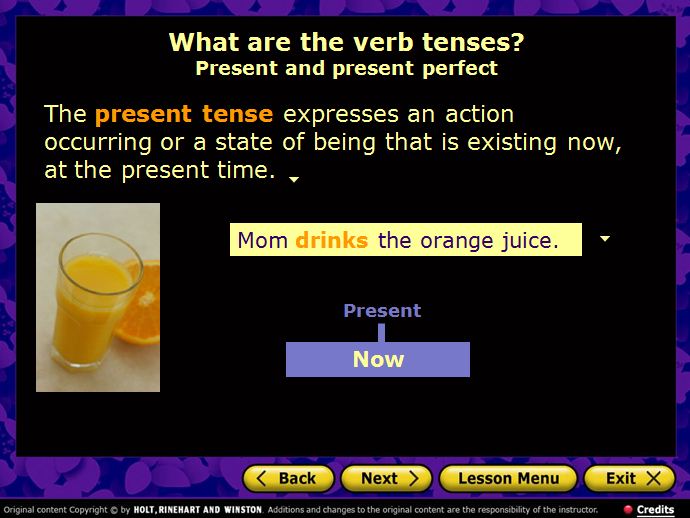 What are the verb tenses?
Present and present perfect
The present tense expresses an action
occurring or a state of being that is existing now,
at the present time.
Mom drinks the orange juice.
Present
Now
Back
Next
Lesson Menu
Exit
Original content Copyright © by HOLT, RINEHART AND WINSTON. Additions and changes to the original content are the responsibility of the instructor.
Credits